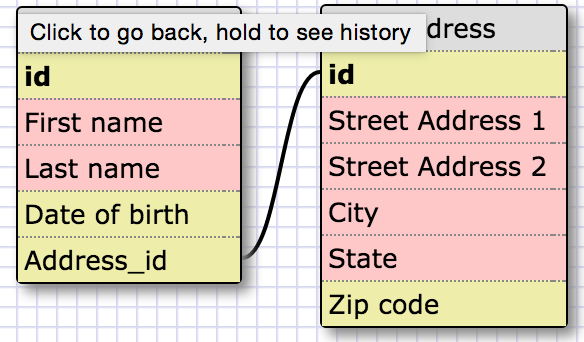 Click to go back, hold to see history
id
First name
Last name
Date of birth
Address_id
dress
id
Street Address 1
Street Address 2
City
State
Zip code